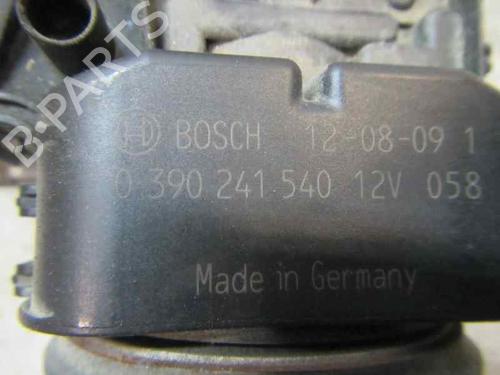 BOSCH 12-08-09 1
0 390 241 540 12V 058
Made in Germany
B-PARTS